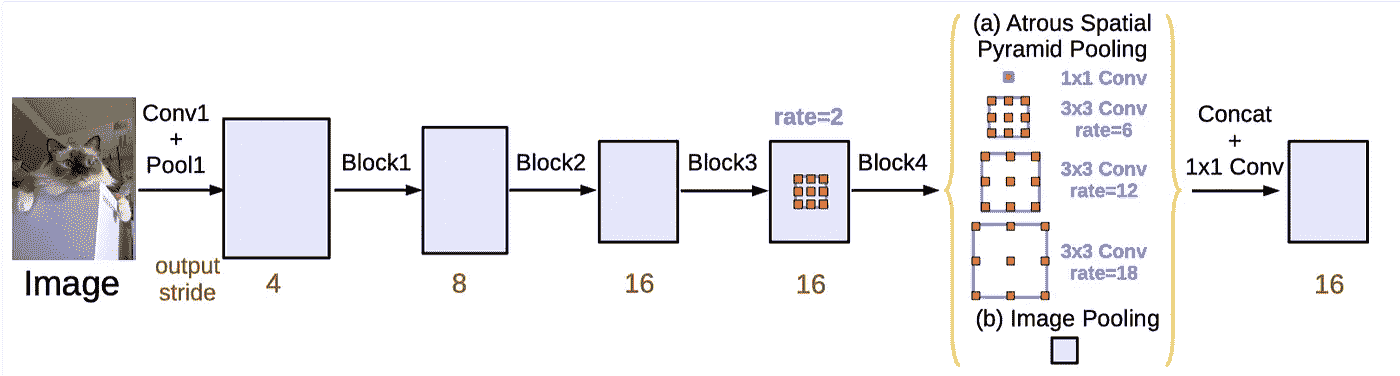 Image
Conv1
+
Pool1
output
stride
4
Block1
8
Block2
16
Block3
rate=2
16
Block4
(a) Atrous Spatial
Pyramid Pooling
1x1 Conv
3x3 Conv
rate=6
3x3 Conv
rate=12
3x3 Conv
rate=18
(b) Image Pooling
Concat
+
1x1 Conv
16